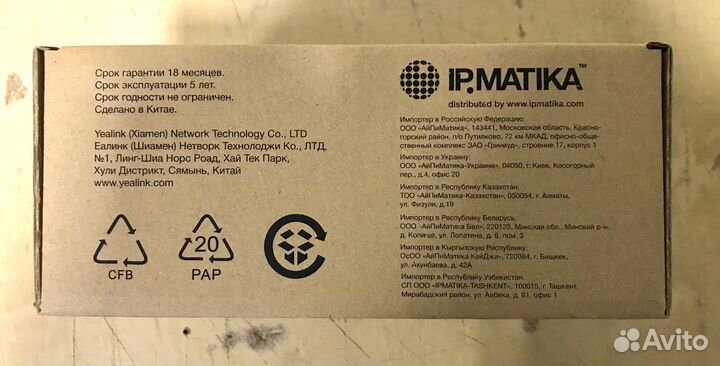 Срок гарантии 18 месяцев.
Срок эксплуатации 5 лет.
Срок годности не ограничен.
Сделано в Китае.
Yealink (Xiamen) Network Technology Co., LTD
Еалинк (Шиамен) Нетворк Технолоджи Ко., ЛТД,
№1, Линг-Шиа Норс Роад, Хай Тек Парк,
Хули Дистрикт, Сямынь, Китай
www.yealink.com
CFB
20
PAP
IP.MATIKA™
distributed by www.ipmatika.com
Импортер в Российскую Федерацию:
ООО «АйПиМатика», 143441, Московская область, Красно-
горский район, п/о Путилково, 72 км МКАД, офисно-обще-
ственный комплекс ЗАО «Гринвуд», строение 17, корпус 1
Импортер в Украину:
ООО «АйПиМатика-Украина», 04050, г. Киев, Косогорный
пер.,д.4, офис 20
Импортер в Республику Казахстан:
ТОО «АйПиМатика-Казахстан», 050054, г. Алматы,
ул. Физули, д.19
Импортер в Республику Беларусь:
ООО «АйПиМатика Бел», 220125, Минская обл., Минский р-н
д. Копище, ул. Лопатина, д. 8, пом. 3
Импортер в Кыргызскую Республику:
ОсОО «АйПиМатика КейДжи», 720064, г. Бишкек,
ул. Ахунбаева, д. 42А
Импортер в Республику Узбекистан:
СП ООО «IPMATIKA-TASHKENT», 100015, г. Ташкент,
Мирабадский район, ул. Айбека, д. 61, офис 1
Avito